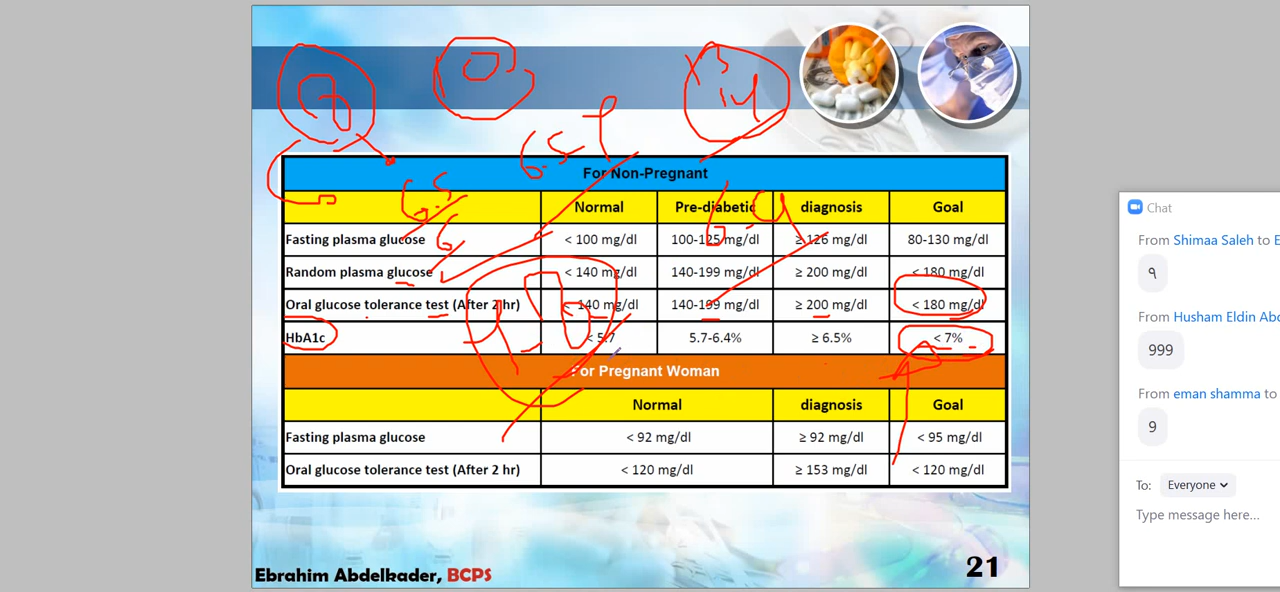 For Non-Pregnant
Normal Pre-diabetic diagnosis Goal
Fasting plasma glucose < 100 mg/dl 100-125 mg/dl ≥ 126 mg/dl 80-130 mg/dl
Random plasma glucose < 140 mg/dl 140-199 mg/dl ≥ 200 mg/dl < 180 mg/dl
Oral glucose tolerance test (After 2 hr) < 140 mg/dl 140-199 mg/dl ≥ 200 mg/dl < 180 mg/dl
HbA1c < 5.7 5.7-6.4% ≥ 6.5% < 7%
For Pregnant Woman
Normal diagnosis Goal
Fasting plasma glucose < 92 mg/dl ≥ 92 mg/dl < 95 mg/dl
Oral glucose tolerance test (After 2 hr) < 120 mg/dl ≥ 153 mg/dl < 120 mg/dl
Ebrahim Abdelkader, BCPS 21
6.5
6.5
6
Chat
From Shimaa Saleh to E
٩
From Husham Eldin Abd
999
From eman shamma to
9
To: Everyone
Type message here...